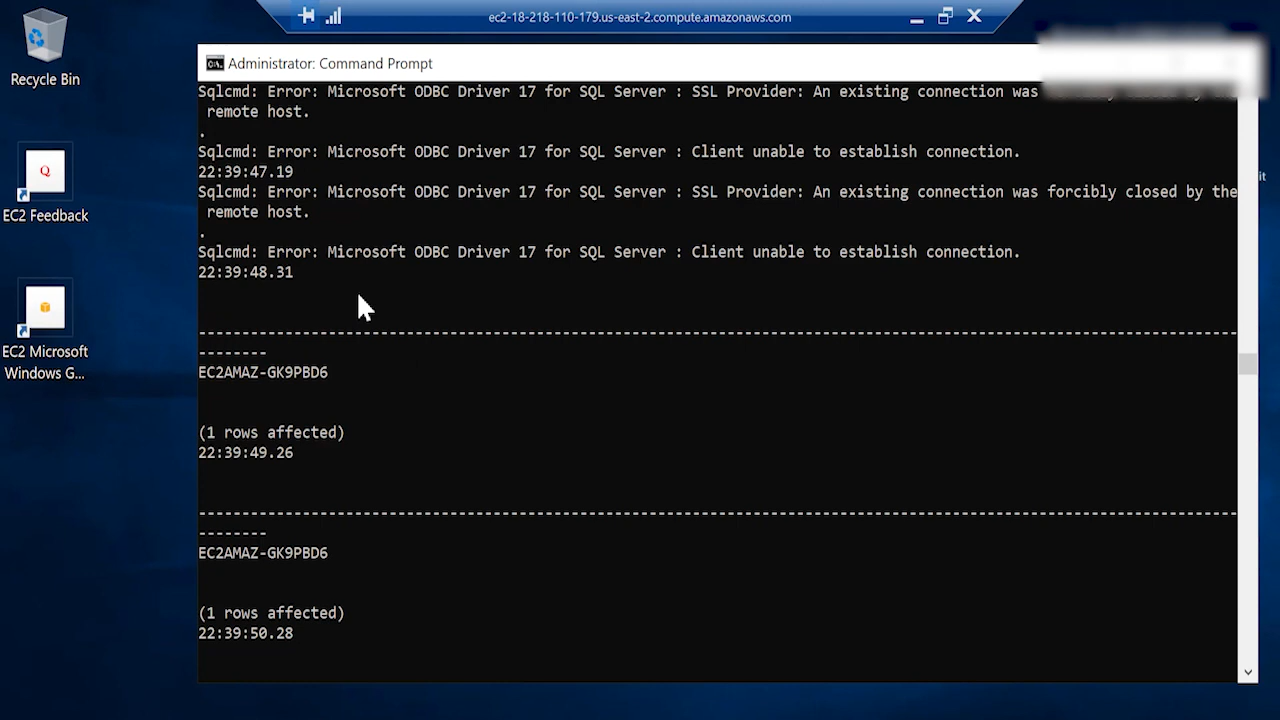 ec2-18-218-110-179.us-east-2.compute.amazonaws.com
Recycle Bin
Q
EC2 Feedback
EC2 Microsoft
Windows G...
it
Administrator: Command Prompt
Sqlcmd: Error: Microsoft ODBC Driver 17 for SQL Server : SSL Provider: An existing connection was forcibly closed by the
remote host.
.
Sqlcmd: Error: Microsoft ODBC Driver 17 for SQL Server : Client unable to establish connection.
22:39:47.19
Sqlcmd: Error: Microsoft ODBC Driver 17 for SQL Server : SSL Provider: An existing connection was forcibly closed by the
remote host.
.
Sqlcmd: Error: Microsoft ODBC Driver 17 for SQL Server : Client unable to establish connection.
22:39:48.31
------------------------------------------------------------------------------------------------------------------------
--------
EC2AMAZ-GK9PBD6
(1 rows affected)
22:39:49.26
------------------------------------------------------------------------------------------------------------------------
--------
EC2AMAZ-GK9PBD6
(1 rows affected)
22:39:50.28